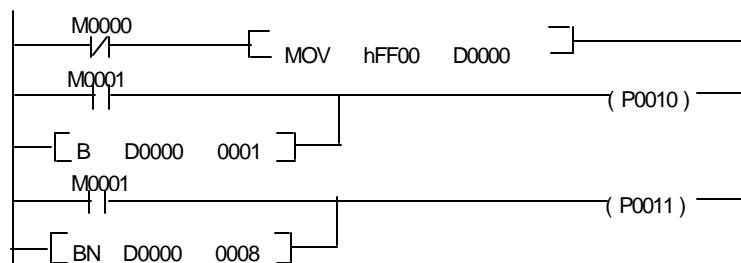 M0000
MOV hFF00 D0000
M0001
( P0010 )
B D0000 0001
M0001
( P0011 )
BN D0000 0008